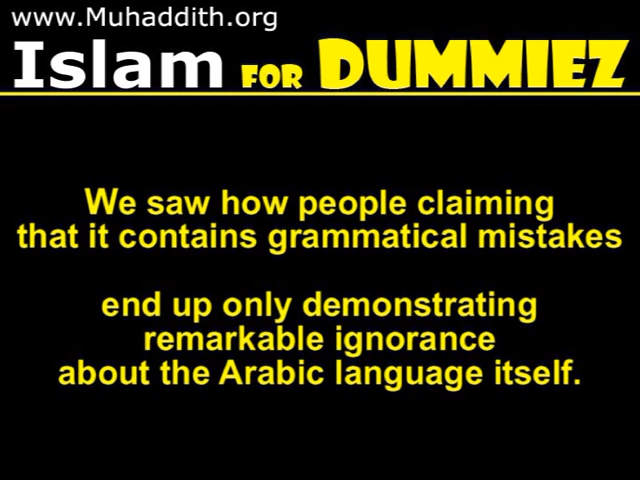 www.Muhaddith.org
Islam FOR DUMMIEZ
We saw how people claiming
that it contains grammatical mistakes
end up only demonstrating
remarkable ignorance
about the Arabic language itself.